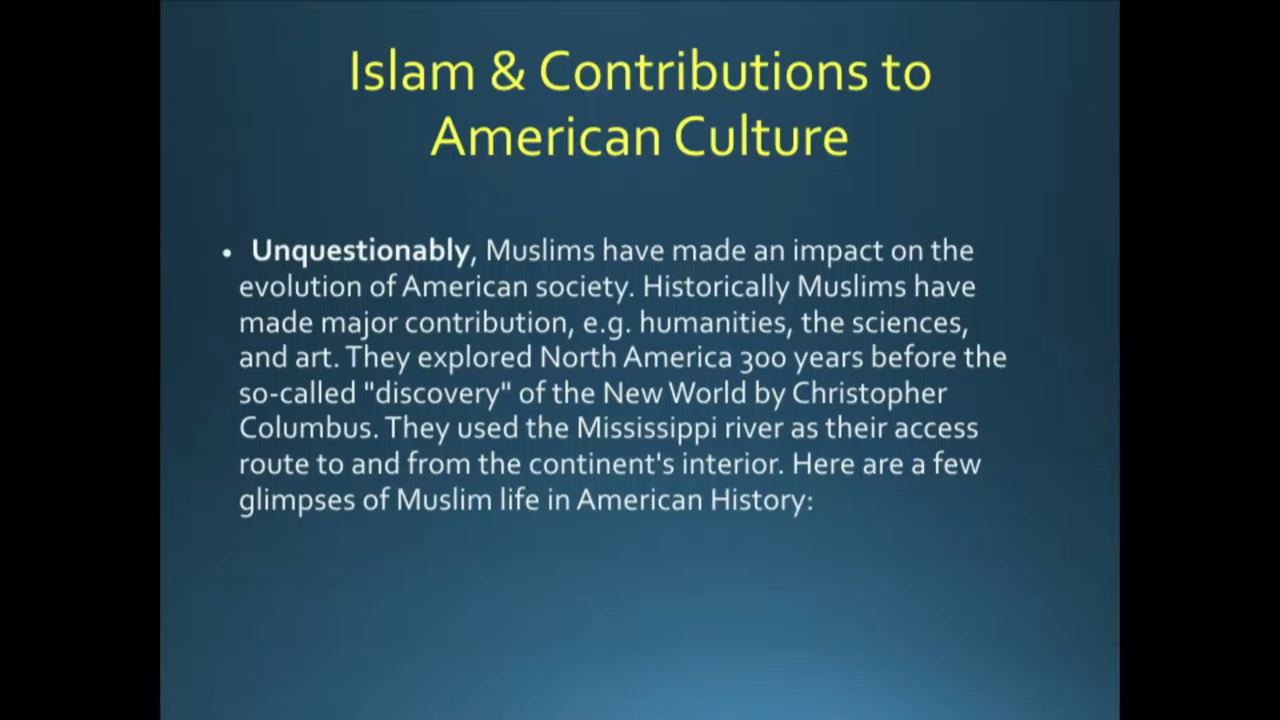 Islam & Contributions to
American Culture
• Unquestionably, Muslims have made an impact on the
evolution of American society. Historically Muslims have
made major contribution, e.g. humanities, the sciences,
and art. They explored North America 300 years before the
so-called "discovery" of the New World by Christopher
Columbus. They used the Mississippi river as their access
route to and from the continent's interior. Here are a few
glimpses of Muslim life in American History: